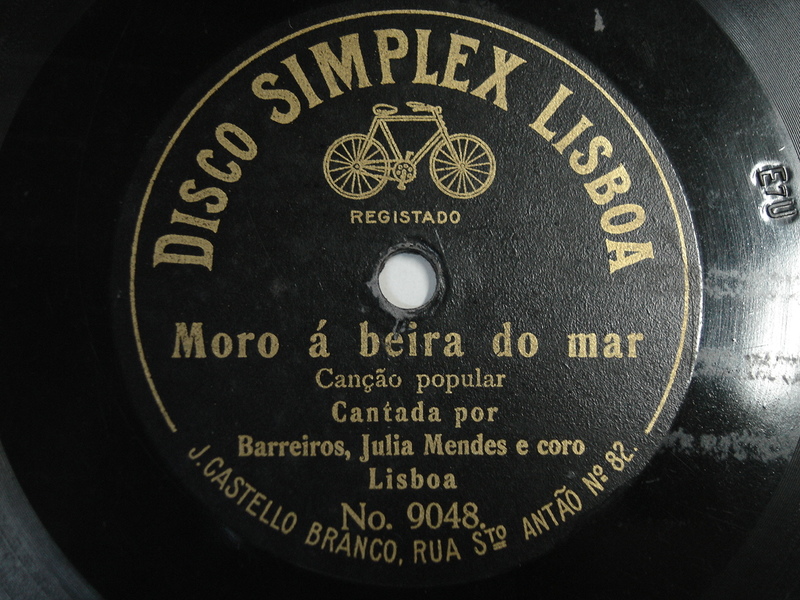 DISCO SIMPLEX LISBOA
REGISTADO
Moro á beira do mar
Canção popular
Cantada por
Barreiros, Julia Mendes e coro
Lisboa
No. 9048.
J. CASTELLO BRANCO, RUA STO ANTÃO Nº 82.
E7U